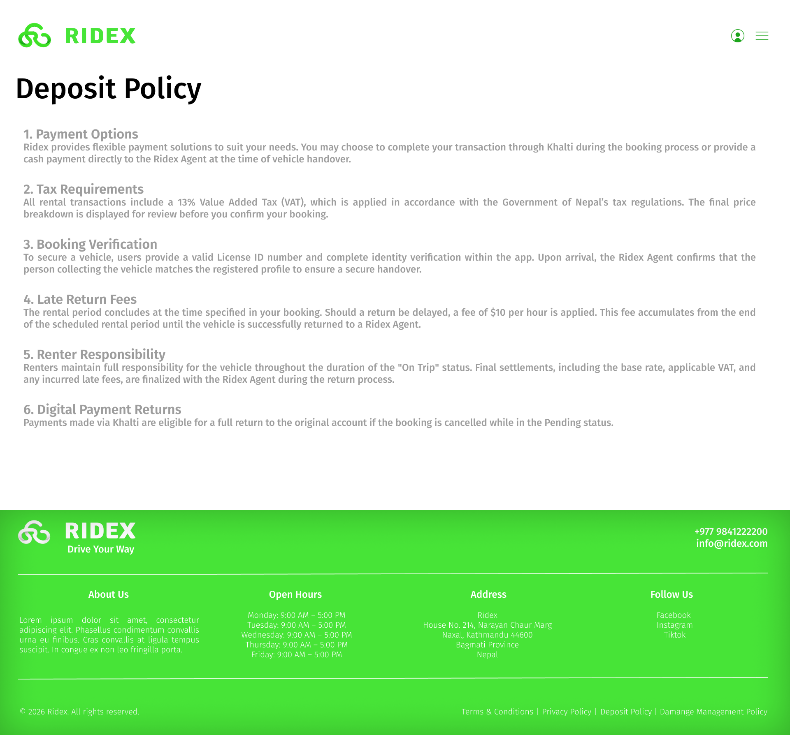 RIDEX
Deposit Policy
1. Payment Options
Ridex provides flexible payment solutions to suit your needs. You may choose to complete your transaction through Khalti during the booking process or provide a
cash payment directly to the Ridex Agent at the time of vehicle handover.
2. Tax Requirements
All rental transactions include a 13% Value Added Tax (VAT), which is applied in accordance with the Government of Nepal's tax regulations. The final price
breakdown is displayed for review before you confirm your booking.
3. Booking Verification
To secure a vehicle, users provide a valid License ID number and complete identity verification within the app. Upon arrival, the Ridex Agent confirms that the
person collecting the vehicle matches the registered profile to ensure a secure handover.
4. Late Return Fees
The rental period concludes at the time specified in your booking. Should a return be delayed, a fee of $10 per hour is applied. This fee accumulates from the end
of the scheduled rental period until the vehicle is successfully returned to a Ridex Agent.
5. Renter Responsibility
Renters maintain full responsibility for the vehicle throughout the duration of the "On Trip" status. Final settlements, including the base rate, applicable VAT, and
any incurred late fees, are finalized with the Ridex Agent during the return process.
6. Digital Payment Returns
Payments made via Khalti are eligible for a full return to the original account if the booking is cancelled while in the Pending status.
RIDEX
Drive Your Way
+977 9841222200
info@ridex.com
About Us
Lorem ipsum dolor sit amet, consectetur
adipiscing elit. Phasellus condimentum convallis
urna eu finibus. Cras convallis at ligula tempus
suscipit. In congue ex non leo fringilla porta.
Open Hours
Monday: 9:00 AM – 5:00 PM
Tuesday: 9:00 AM – 5:00 PM
Wednesday: 9:00 AM – 5:00 PM
Thursday: 9:00 AM – 5:00 PM
Friday: 9:00 AM – 5:00 PM
Address
Ridex
House No. 214, Narayan Chaur Marg
Naxal, Kathmandu 44600
Bagmati Province
Nepal
Follow Us
Facebook
Instagram
Tiktok
© 2026 Ridex. All rights reserved.
Terms & Conditions | Privacy Policy | Deposit Policy | Damange Management Policy